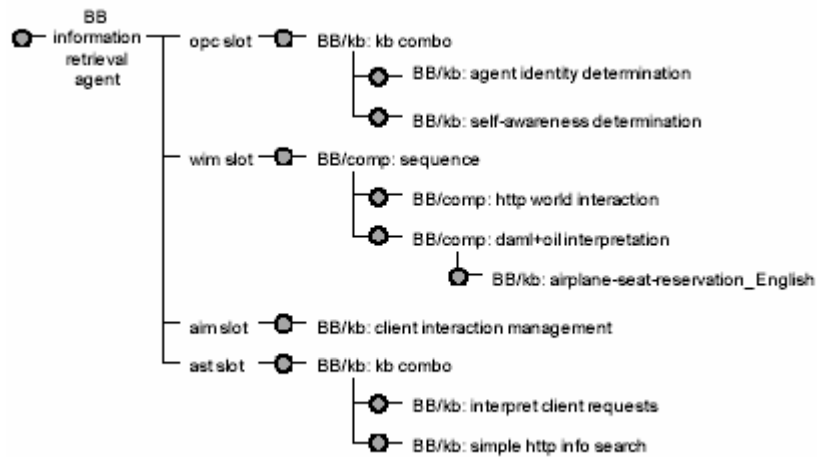 BB
information
retrieval
agent
opc slot BB/kb: kb combo
BB/kb: agent identity determination
BB/kb: self-awareness determination
wim slot BB/comp: sequence
BB/comp: http world interaction
BB/comp: daml+oil interpretation
BB/kb: airplane-seat-reservation_English
aim slot BB/kb: client interaction management
ast slot BB/kb: kb combo
BB/kb: interpret client requests
BB/kb: simple http info search